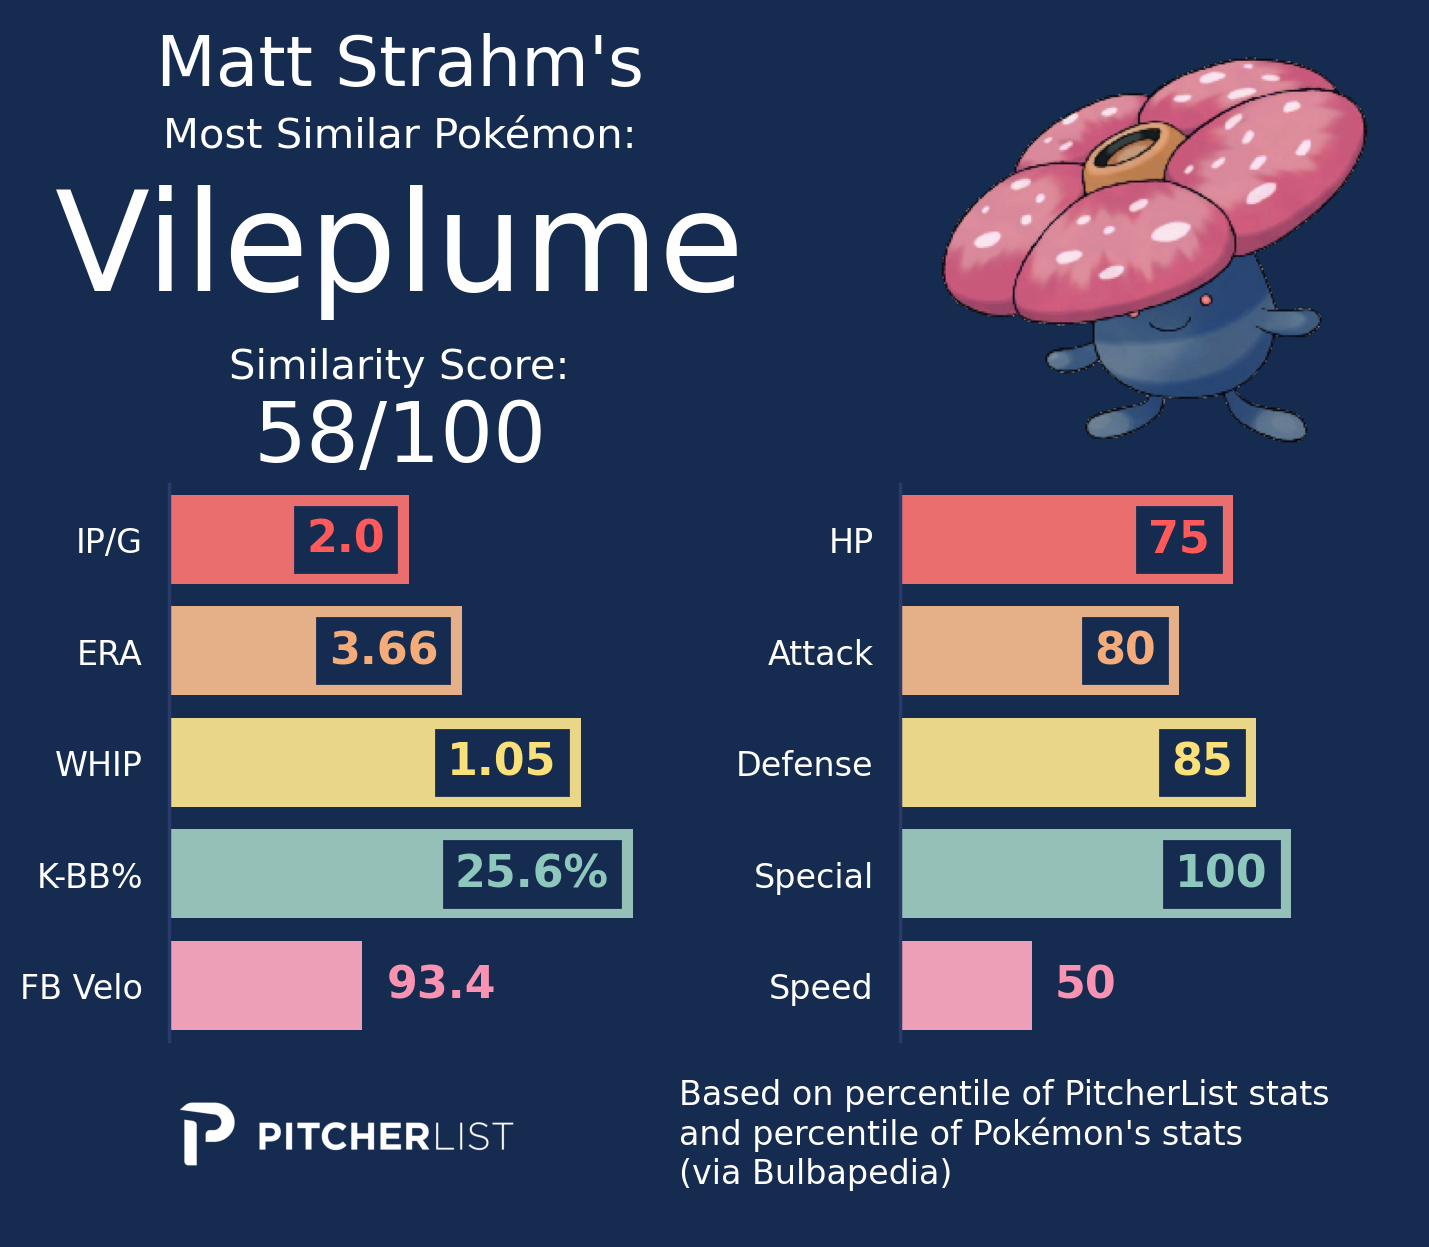 Matt Strahm's
Most Similar Pokémon:
Vileplume
Similarity Score:
58/100
IP/G 2.0
ERA 3.66
WHIP 1.05
K-BB% 25.6%
FB Velo 93.4
HP 75
Attack 80
Defense 85
Special 100
Speed 50
PITCHERLIST
Based on percentile of PitcherList stats
and percentile of Pokémon's stats
(via Bulbapedia)